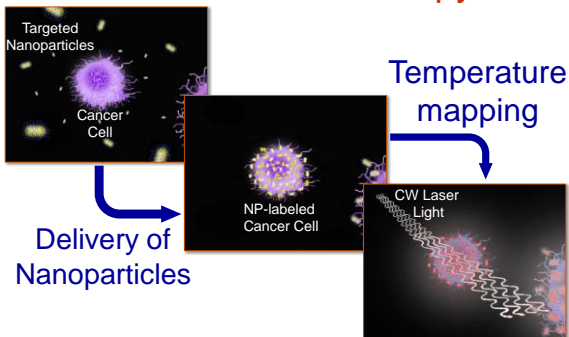 Targeted
Nanoparticles
Cancer
Cell
Temperature
mapping
NP-labeled
Cancer Cell
Delivery of
Nanoparticles
CW Laser
Light